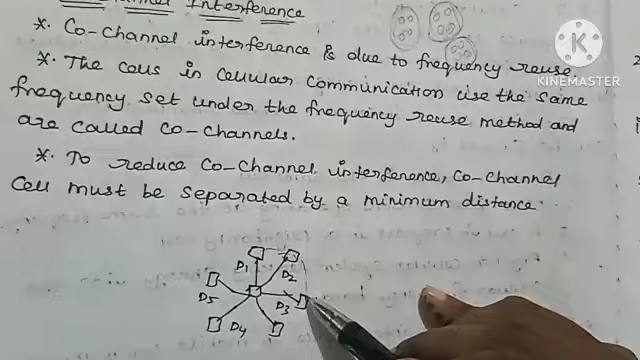 Channel Interference
* Co-Channel interference is due to frequency reuse
* The cells in cellular communication use the same
frequency set under the frequency reuse method and
are called co-channels.
* To reduce co-channel interference, co-channel
cell must be separated by a minimum distance.
D1
D2
D5
D3
D4
KINEMASTER